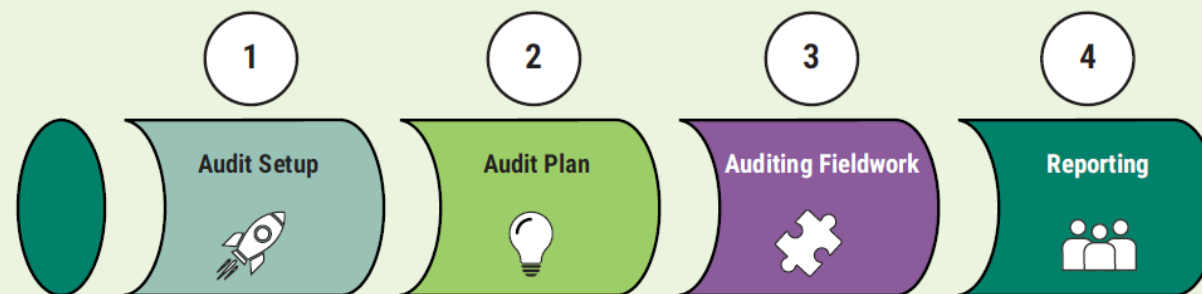 1
2
3
4
Audit Setup
Audit Plan
Auditing Fieldwork
Reporting